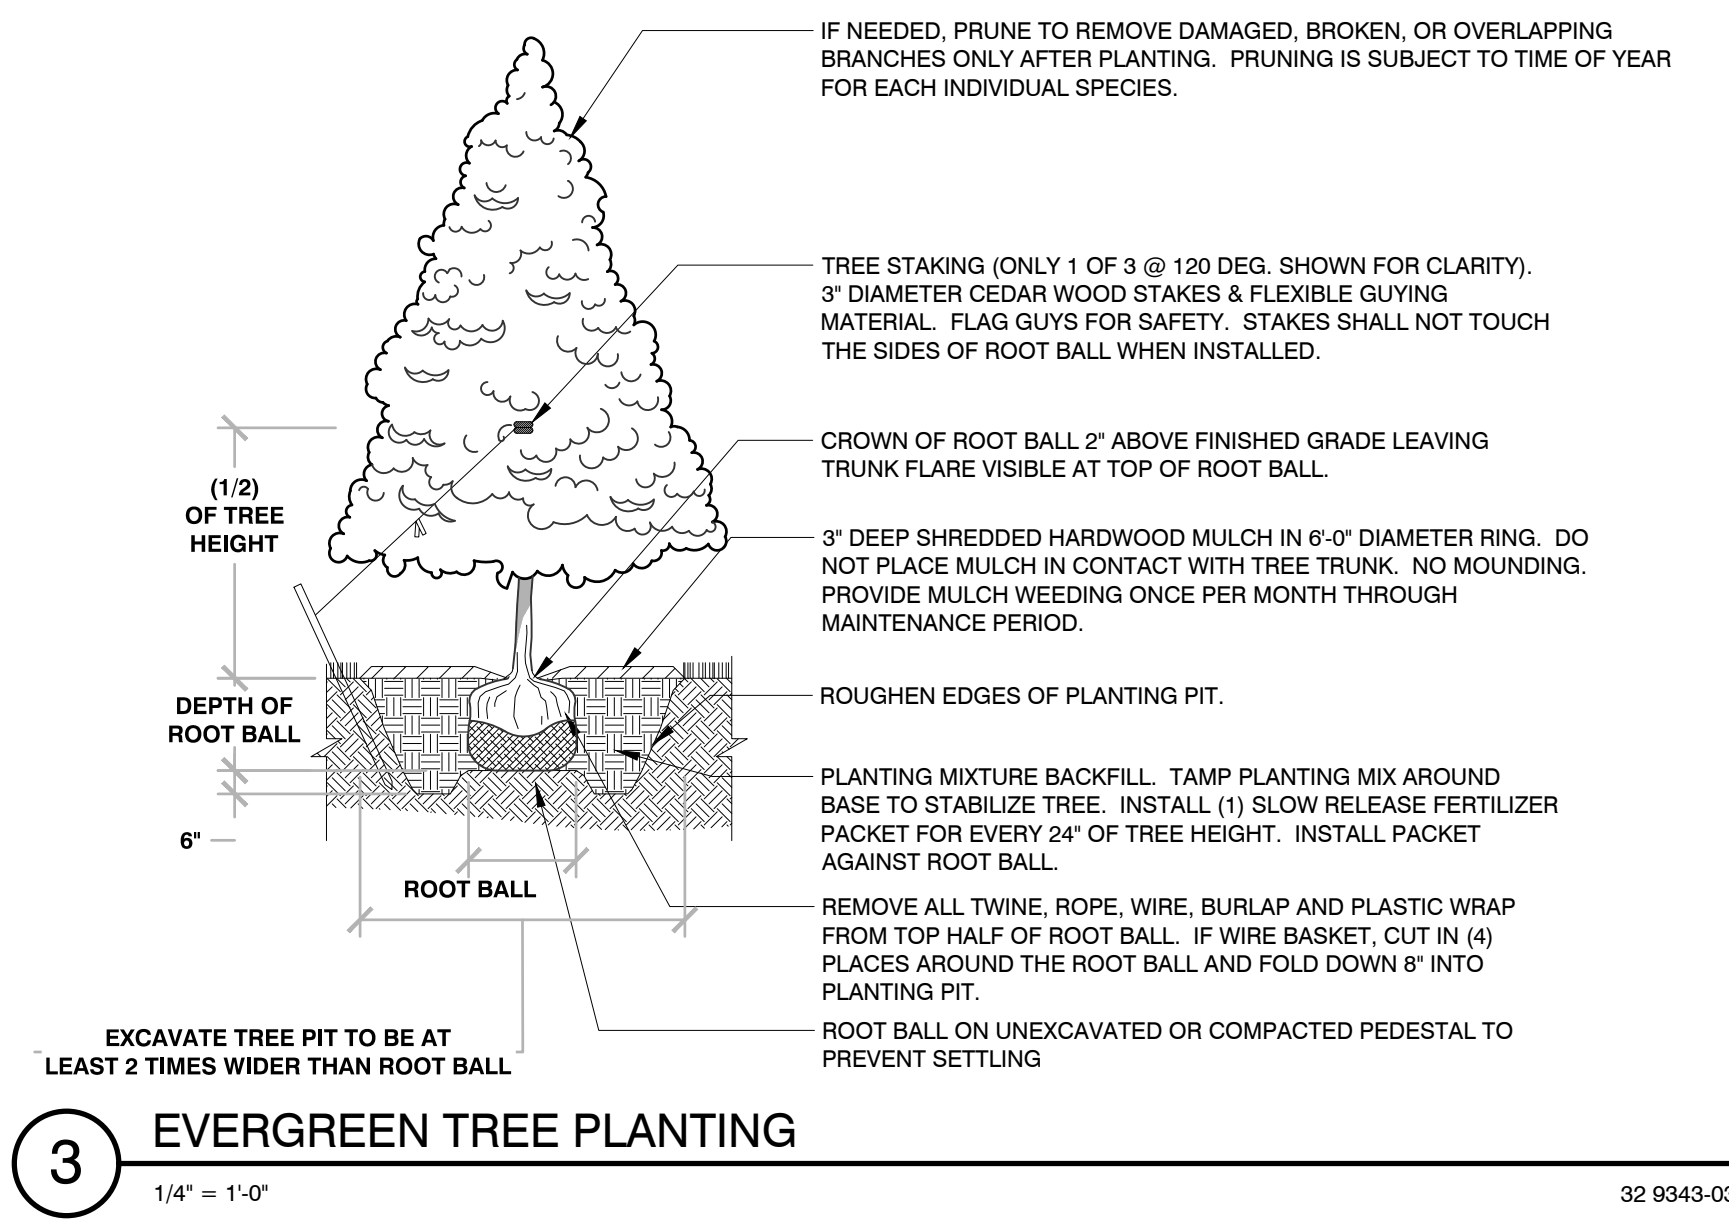 IF NEEDED, PRUNE TO REMOVE DAMAGED, BROKEN, OR OVERLAPPING
BRANCHES ONLY AFTER PLANTING.  PRUNING IS SUBJECT TO TIME OF YEAR
FOR EACH INDIVIDUAL SPECIES.
TREE STAKING (ONLY 1 OF 3 @ 120 DEG. SHOWN FOR CLARITY).
3" DIAMETER CEDAR WOOD STAKES & FLEXIBLE GUYING
MATERIAL.  FLAG GUYS FOR SAFETY.  STAKES SHALL NOT TOUCH
THE SIDES OF ROOT BALL WHEN INSTALLED.
CROWN OF ROOT BALL 2" ABOVE FINISHED GRADE LEAVING
TRUNK FLARE VISIBLE AT TOP OF ROOT BALL.
3" DEEP SHREDDED HARDWOOD MULCH IN 6'-0" DIAMETER RING.  DO
NOT PLACE MULCH IN CONTACT WITH TREE TRUNK.  NO MOUNDING.
PROVIDE MULCH WEEDING ONCE PER MONTH THROUGH
MAINTENANCE PERIOD.
ROUGHEN EDGES OF PLANTING PIT.
PLANTING MIXTURE BACKFILL.  TAMP PLANTING MIX AROUND
BASE TO STABILIZE TREE.  INSTALL (1) SLOW RELEASE FERTILIZER
PACKET FOR EVERY 24" OF TREE HEIGHT.  INSTALL PACKET
AGAINST ROOT BALL.
REMOVE ALL TWINE, ROPE, WIRE, BURLAP AND PLASTIC WRAP
FROM TOP HALF OF ROOT BALL.  IF WIRE BASKET, CUT IN (4)
PLACES AROUND THE ROOT BALL AND FOLD DOWN 8" INTO
PLANTING PIT.
ROOT BALL ON UNEXCAVATED OR COMPACTED PEDESTAL TO
PREVENT SETTLING
(1/2)
OF TREE
HEIGHT
DEPTH OF
ROOT BALL
6"
ROOT BALL
EXCAVATE TREE PIT TO BE AT
LEAST 2 TIMES WIDER THAN ROOT BALL
3
EVERGREEN TREE PLANTING
1/4" = 1'-0"
32 9343-03